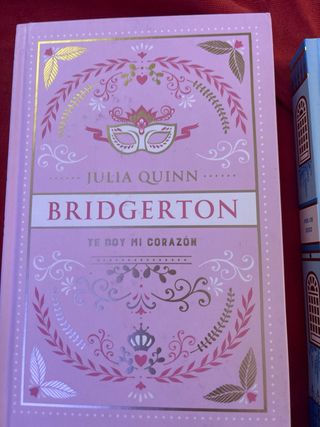 JULIA QUINN
BRIDGERTON
TE DOY MI CORAZÓN